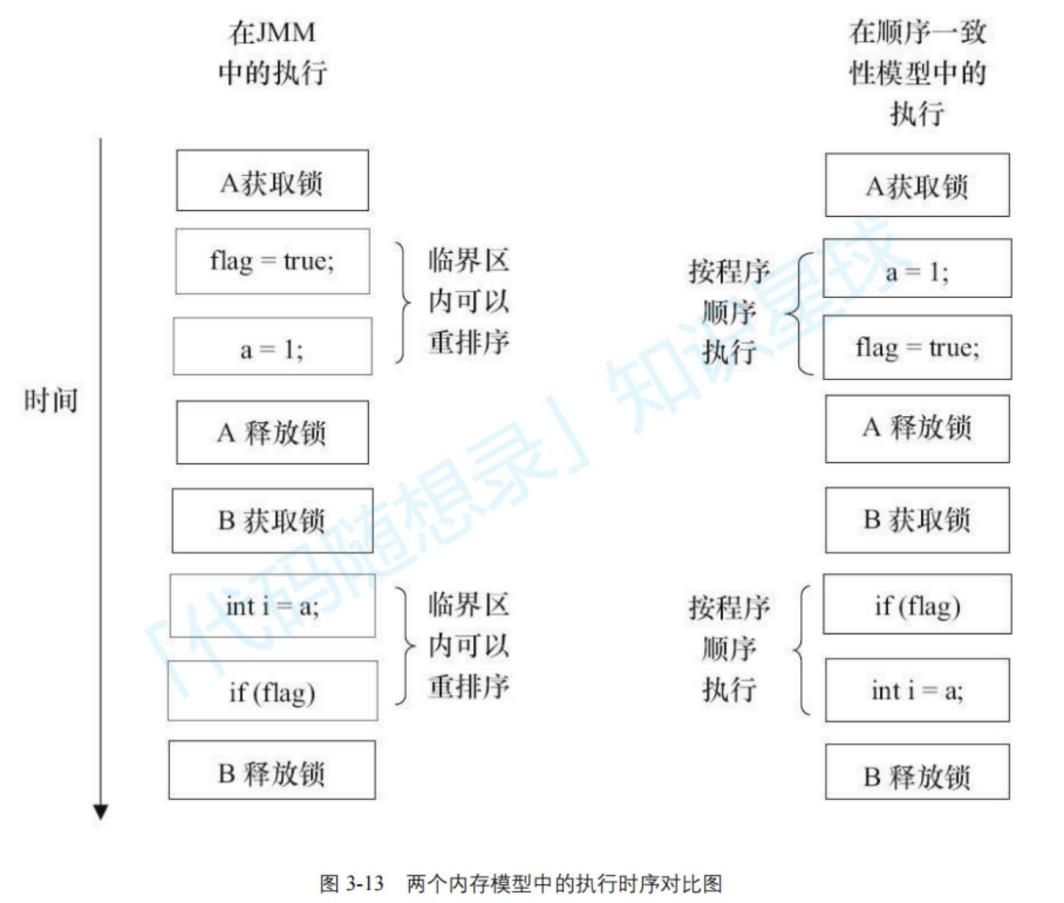 在JMM
中的执行
在顺序一致
性模型中的
执行
时间
A获取锁
flag = true;
a = 1;
临界区
内可以
重排序
A 释放锁
B 获取锁
int i = a;
if (flag)
临界区
内可以
重排序
B 释放锁
A获取锁
按程序
顺序
执行
a = 1;
flag = true;
A 释放锁
B 获取锁
按程序
顺序
执行
if (flag)
int i = a;
B 释放锁
「代码随想录」知识星球
图 3-13 两个内存模型中的执行时序对比图